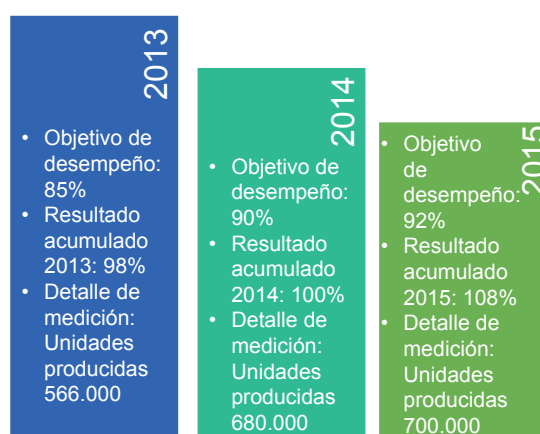 2013
• Objetivo de
desempeño:
85%
• Resultado
acumulado
2013: 98%
• Detalle de
medición:
Unidades
producidas
566.000
2014
• Objetivo de
desempeño:
90%
• Resultado
acumulado
2014: 100%
• Detalle de
medición:
Unidades
producidas
680.000
2015
• Objetivo
de
desempeño:
92%
• Resultado
acumulado
2015: 108%
• Detalle de
medición:
Unidades
producidas
700.000